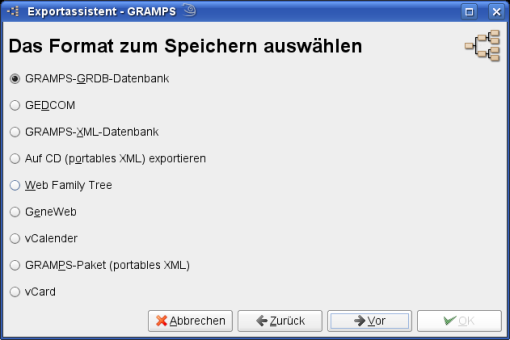 Exportassistent - GRAMPS
Das Format zum Speichern auswählen
GRAMPS-GRDB-Datenbank
GEDCOM
GRAMPS-XML-Datenbank
Auf CD (portables XML) exportieren
Web Family Tree
GeneWeb
vCalender
GRAMPS-Paket (portables XML)
vCard
Abbrechen Zurück Vor OK